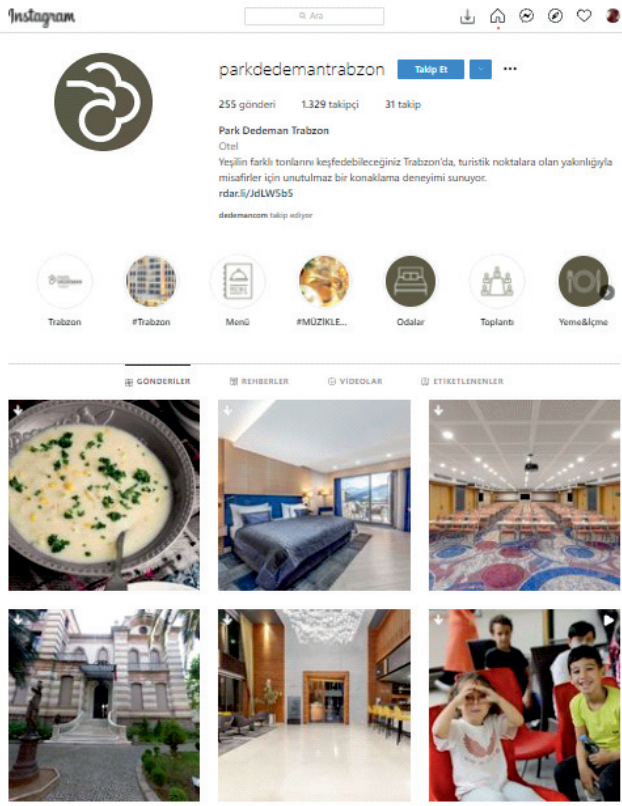 Instagram
Ara
parkdedemantrabzon
Takip Et
255 gönderi 1.329 takipçi 31 takip
Park Dedeman Trabzon
Otel
Yeşilin farklı tonlarını keşfedebileceğiniz Trabzon'da, turistik noktalara olan yakınlığıyla
misafirler için unutulmaz bir konaklama deneyimi sunuyor.
rdar.li/JdLW5b5
dedemancom takip ediyor
Trabzon #Trabzon Menü #MÜZİKLE... Odalar Toplantı Yeme&İçme
GÖNDERİLER REHBERLER VİDEOLAR ETİKETLENENLER